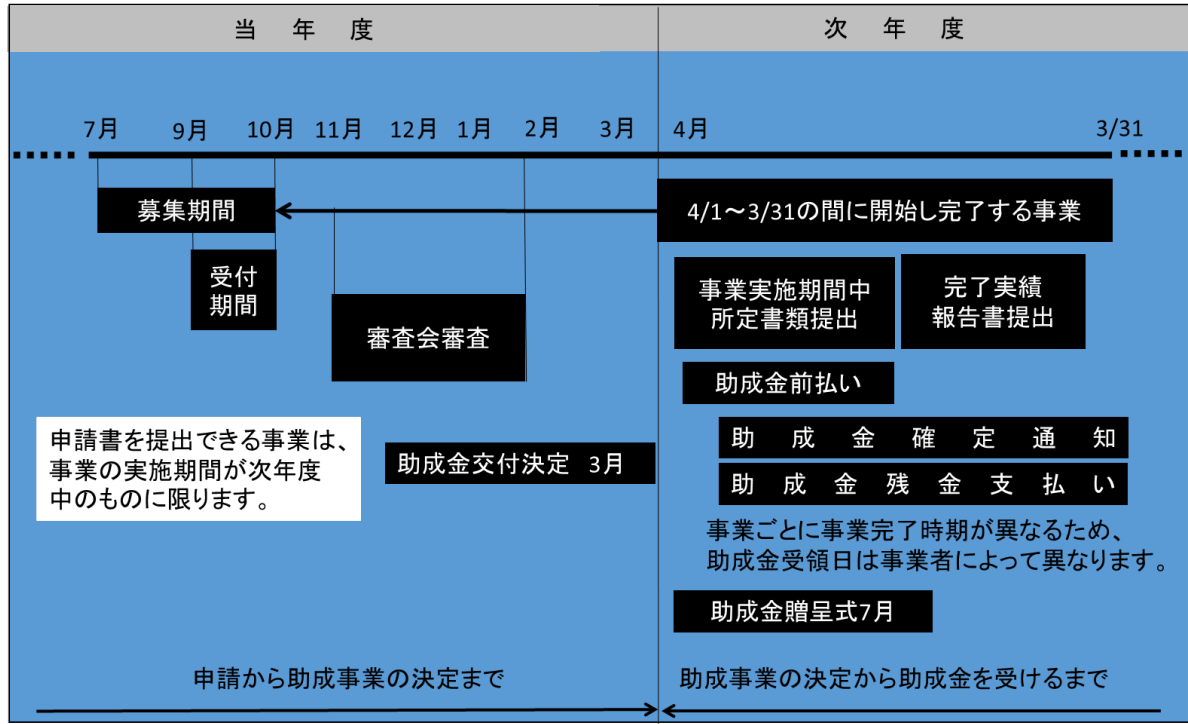 当 年 度
次 年 度
7月
9月
10月
11月
12月
1月
2月
3月
4月
3/31
募集期間
4/1～3/31の間に開始し完了する事業
受付
期間
審査会審査
事業実施期間中
所定書類提出
完了実績
報告書提出
助成金前払い
申請書を提出できる事業は、
事業の実施期間が次年度
中のものに限ります。
助成金交付決定 3月
助 成 金 確 定 通 知
助 成 金 残 金 支 払 い
事業ごとに事業完了時期が異なるため、
助成金受領日は事業者によって異なります。
助成金贈呈式7月
申請から助成事業の決定まで
助成事業の決定から助成金を受けるまで